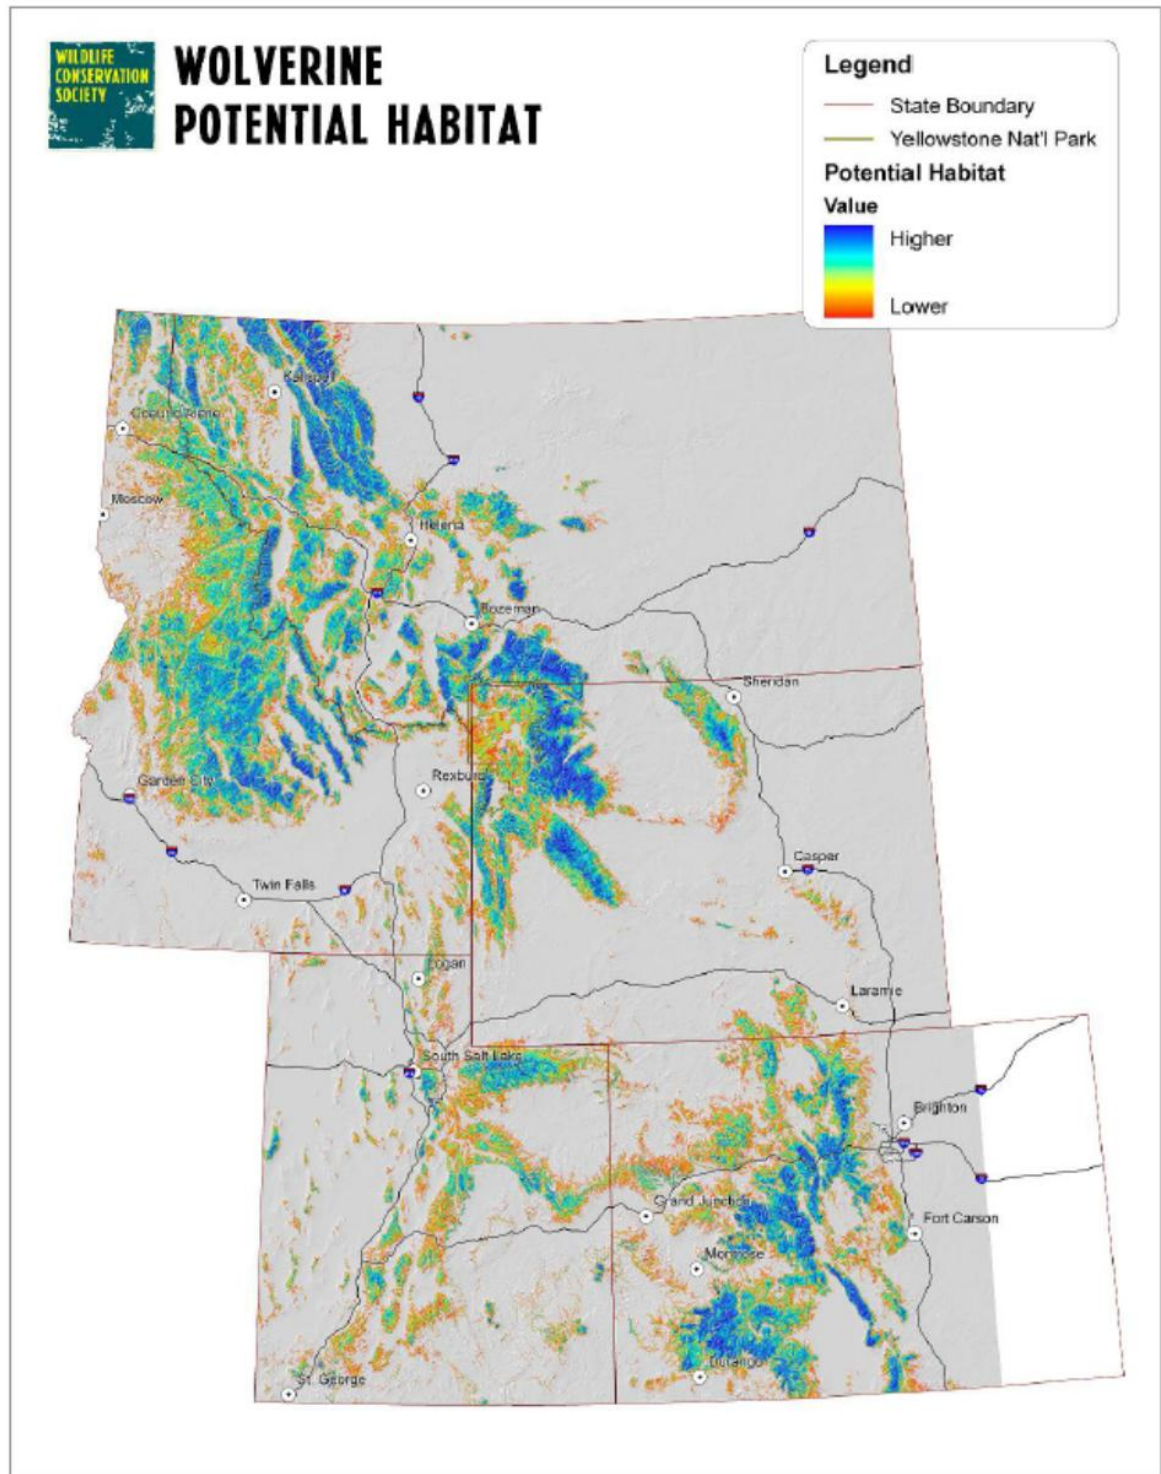 WILDLIFE
CONSERVATION
SOCIETY
WOLVERINE
POTENTIAL HABITAT
Legend
State Boundary
Yellowstone Nat'l Park
Potential Habitat
Value
Higher
Lower
Kalispell
Coeur d'Alene
Moscow
Helena
Bozeman
Sheridan
Rexburg
Garden City
Casper
Twin Falls
Logan
Laramie
South Salt Lake
Brighton
Grand Junction
Fort Carson
Montrose
Durango
St. George